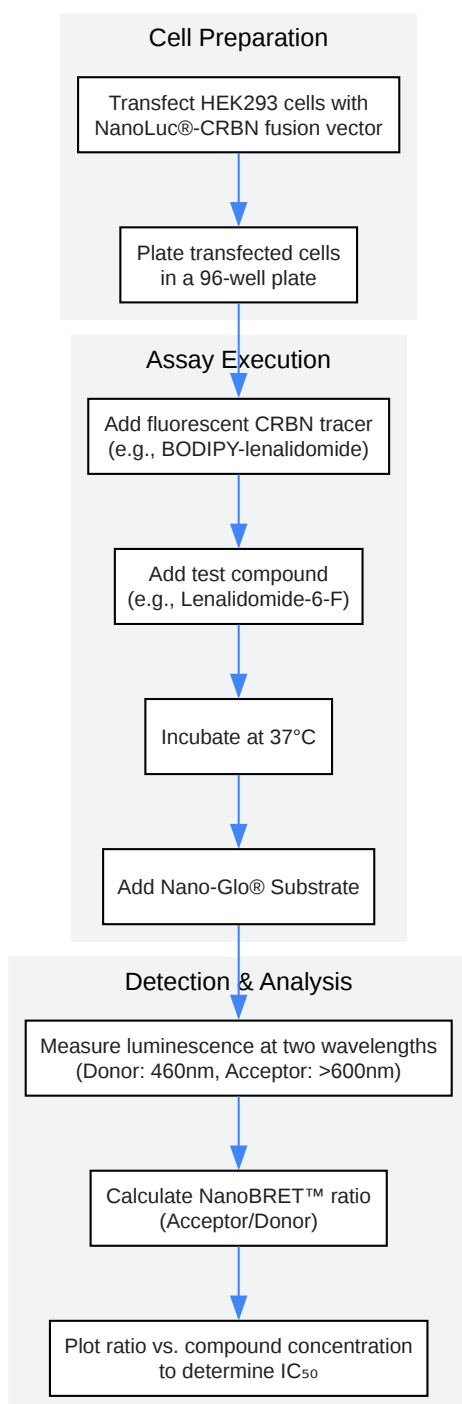 Cell Preparation
Transfect HEK293 cells with
NanoLuc®-CRBN fusion vector
Plate transfected cells
in a 96-well plate
Assay Execution
Add fluorescent CRBN tracer
(e.g., BODIPY-lenalidomide)
Add test compound
(e.g., Lenalidomide-6-F)
Incubate at 37°C
Add Nano-Glo® Substrate
Detection & Analysis
Measure luminescence at two wavelengths
(Donor: 460nm, Acceptor: >600nm)
Calculate NanoBRET™ ratio
(Acceptor/Donor)
Plot ratio vs. compound concentration
to determine IC₅₀